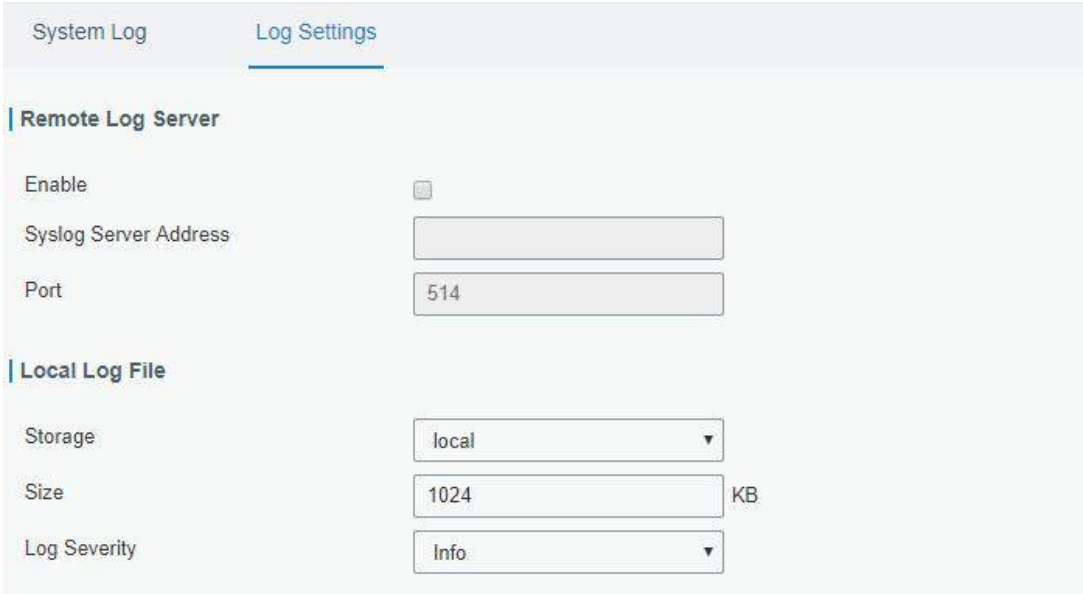 System Log Log Settings
Remote Log Server
Enable
Syslog Server Address
Port 514
Local Log File
Storage local
Size 1024 KB
Log Severity Info